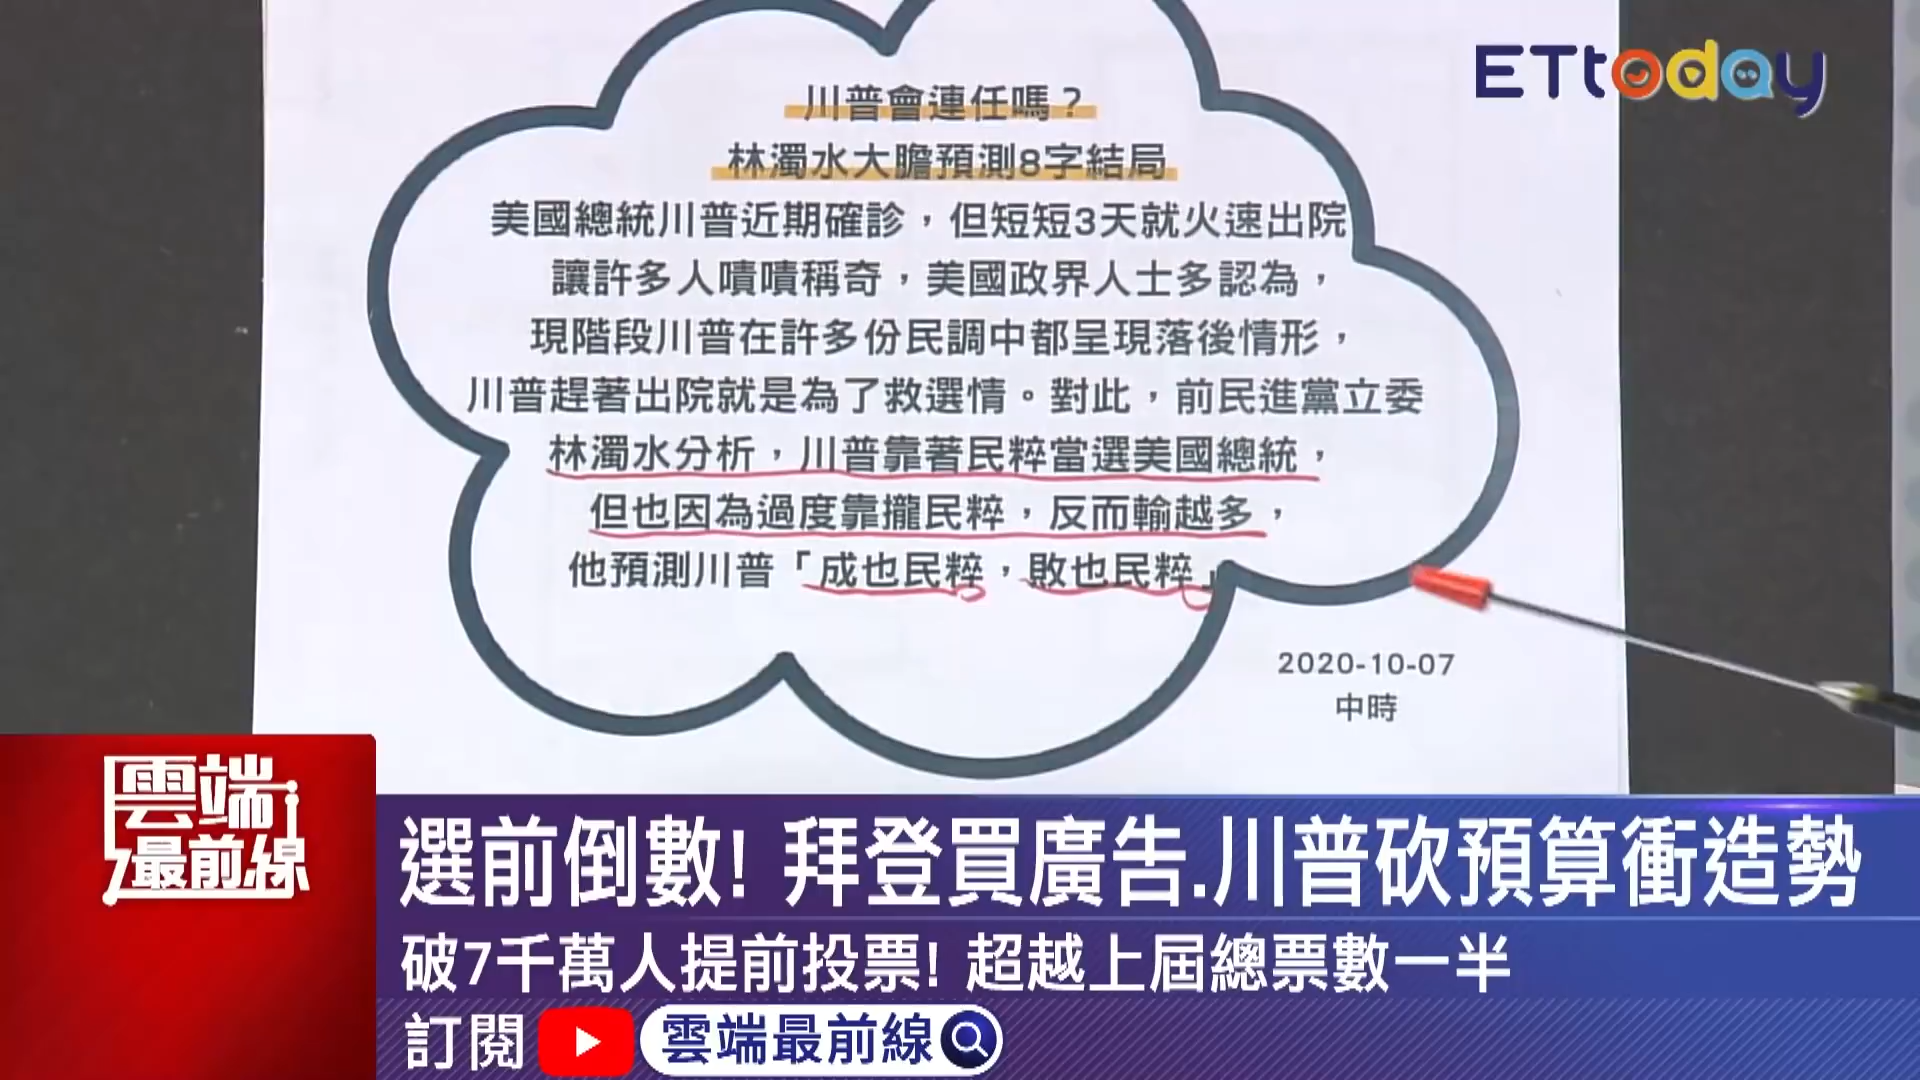 ETtoday
川普會連任嗎？
林濁水大膽預測8字結局
美國總統川普近期確診，但短短3天就火速出院
讓許多人嘖嘖稱奇，美國政界人士多認為，
現階段川普在許多份民調中都呈現落後情形，
川普趕著出院就是為了救選情。對此，前民進黨立委
林濁水分析，川普靠著民粹當選美國總統，
但也因為過度靠攏民粹，反而輸越多，
他預測川普「成也民粹，敗也民粹」
2020-10-07
中時
雲端
最前線
選前倒數! 拜登買廣告.川普砍預算衝造勢
破7千萬人提前投票! 超越上屆總票數一半
訂閱 雲端最前線